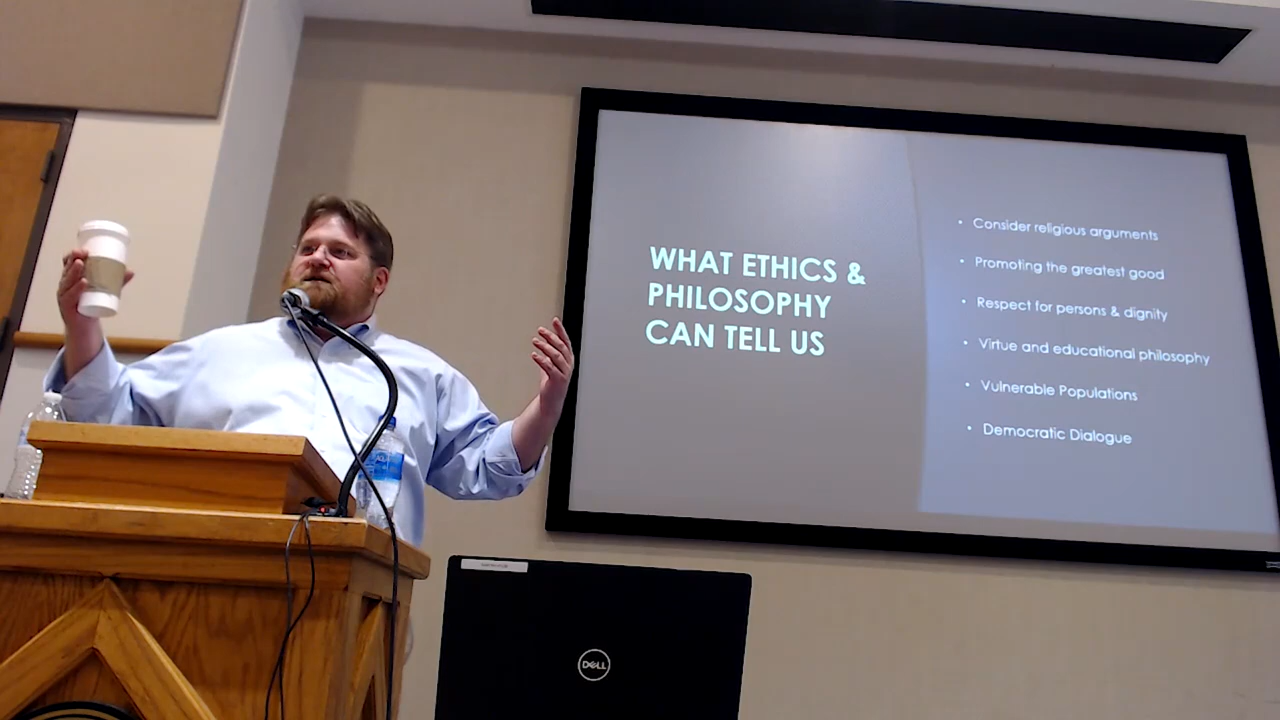 WHAT ETHICS &
PHILOSOPHY
CAN TELL US
• Consider religious arguments
• Promoting the greatest good
• Respect for persons & dignity
• Virtue and educational philosophy
• Vulnerable Populations
• Democratic Dialogue
DELL